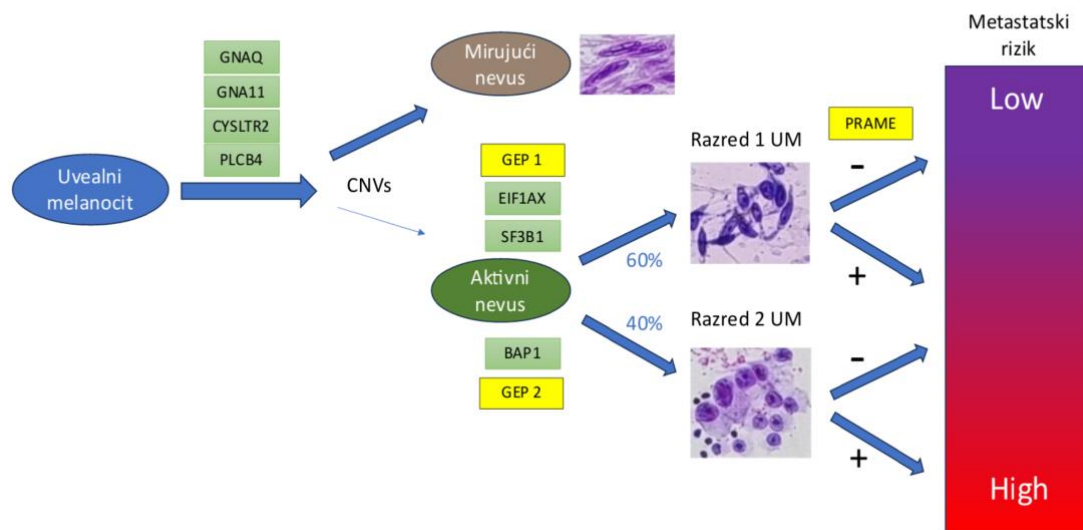 Uvealni
melanocit
GNAQ
GNA11
CYSLTR2
PLCB4
CNVs
Mirujući
nevus
GEP 1
EIF1AX
SF3B1
Aktivni
nevus
BAP1
GEP 2
60%
40%
Razred 1 UM
Razred 2 UM
PRAME
-
+
-
+
Metastatski
rizik
Low
High